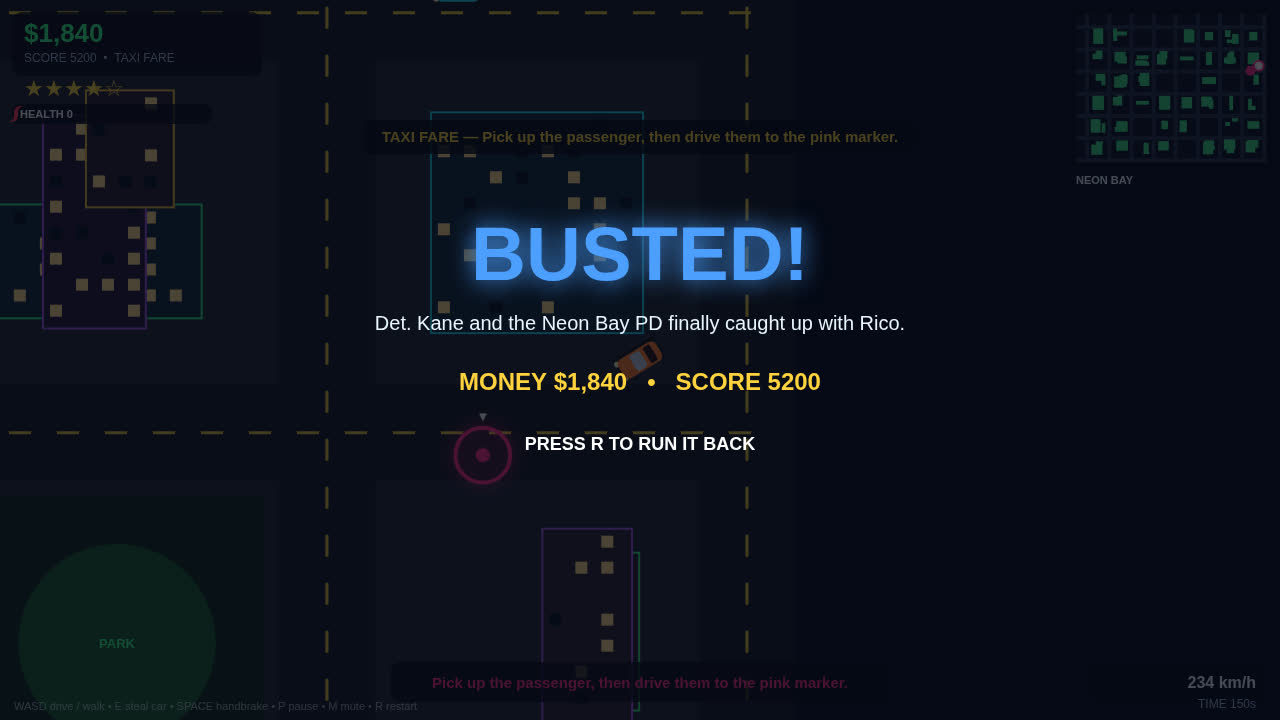 $1,840
SCORE 5200 • TAXI FARE
★★★★☆
HEALTH 0
TAXI FARE — Pick up the passenger, then drive them to the pink marker.
NEON BAY
BUSTED!
Det. Kane and the Neon Bay PD finally caught up with Rico.
MONEY $1,840 • SCORE 5200
PRESS R TO RUN IT BACK
PARK
Pick up the passenger, then drive them to the pink marker.
234 km/h
TIME 150s
WASD drive / walk • E steal car • SPACE handbrake • P pause • M mute • R restart